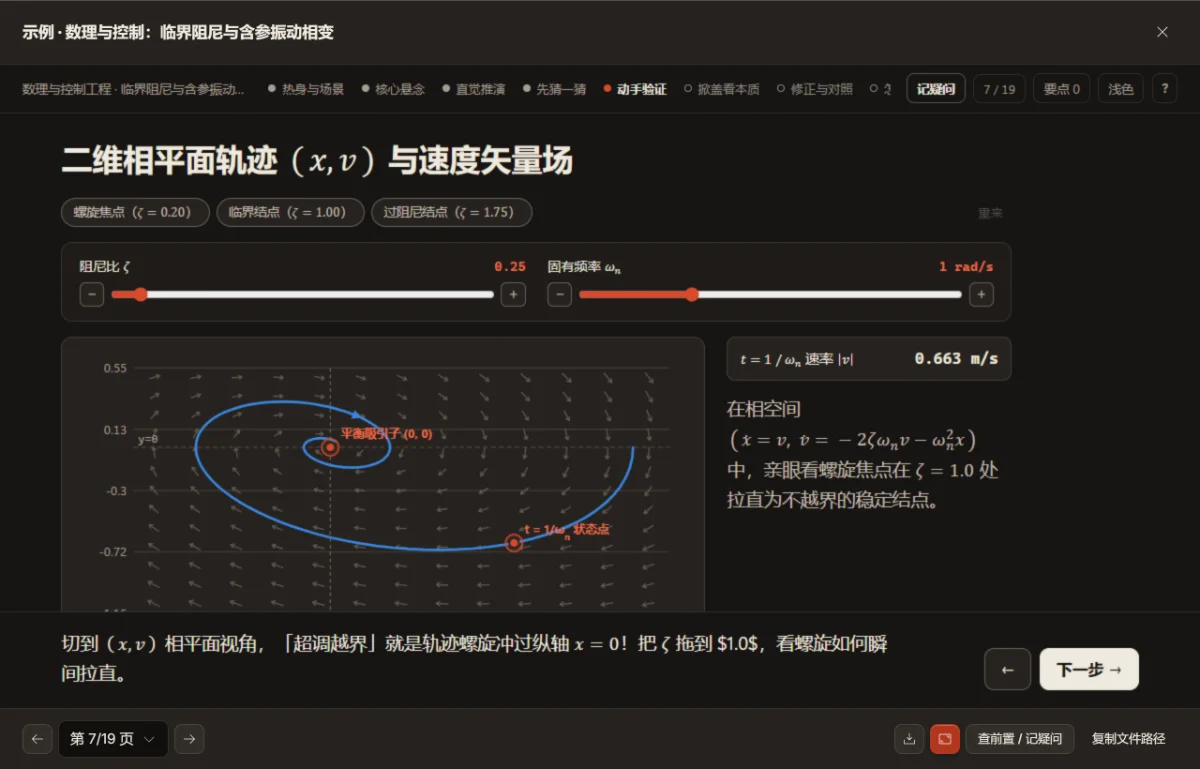 示例 · 数理与控制：临界阻尼与含参振动相变
数理与控制工程 · 临界阻尼与含参振动... 热身与场景 核心悬念 直觉推演 先猜一猜 动手验证 掀盖看本质 修正与对照 记疑问 7 / 19 要点 0 浅色 ?
二维相平面轨迹（x, v）与速度矢量场
螺旋焦点（ζ = 0.20） 临界结点（ζ = 1.00） 过阻尼结点（ζ = 1.75） 重来
阻尼比 ζ 0.25 固有频率 ωₙ 1 rad/s
− + − +
0.55
0.13
y=0
-0.3
-0.72
平衡吸引子 (0, 0)
t = 1/ωₙ 状态点
t = 1 / ωₙ 速率 |v| 0.663 m/s
在相空间
(ẋ = v, v̇ = − 2ζωₙv − ωₙ²x)
中，亲眼看螺旋焦点在 ζ = 1.0 处
拉直为不越界的稳定结点。
切到（x, v）相平面视角，「超调越界」就是轨迹螺旋冲过纵轴 x = 0！把 ζ 拖到 $1.0$，看螺旋如何瞬
间拉直。
← 下一步 →
← 第 7/19 页 → 查前置 / 记疑问 复制文件路径